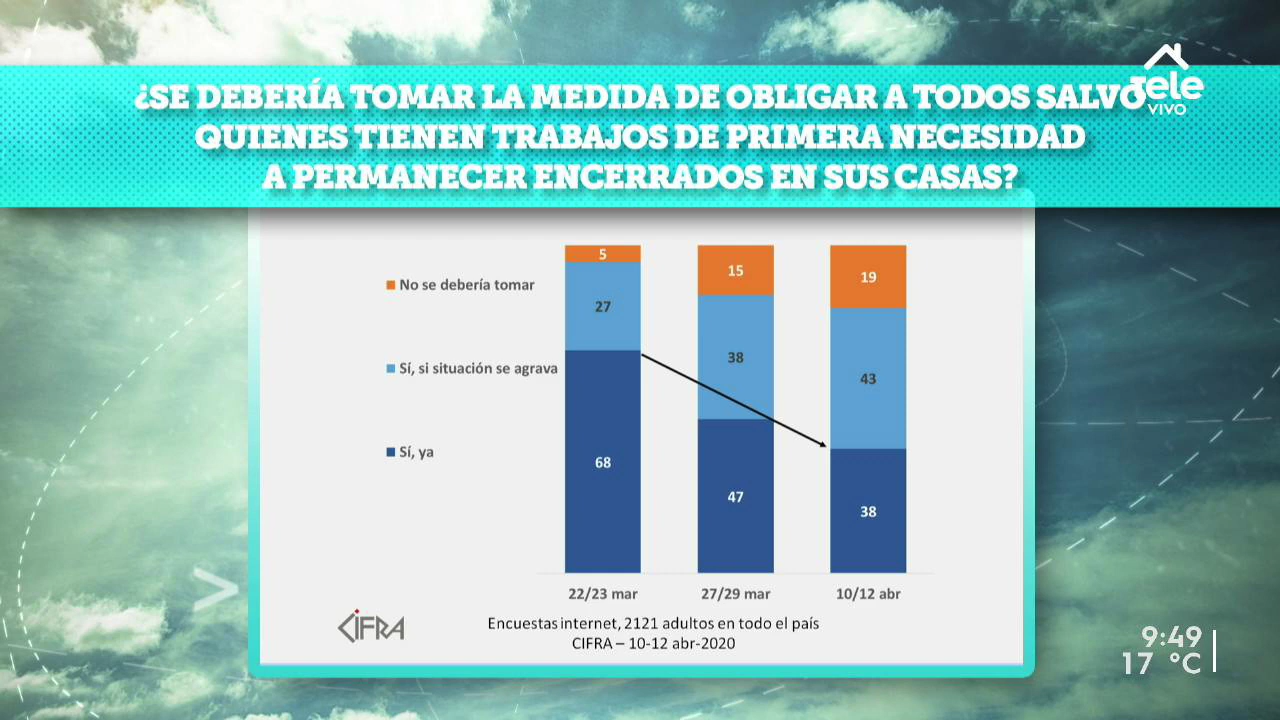 ¿SE DEBERÍA TOMAR LA MEDIDA DE OBLIGAR A TODOS SALVO
QUIENES TIENEN TRABAJOS DE PRIMERA NECESIDAD
A PERMANECER ENCERRADOS EN SUS CASAS?
Tele
VIVO
No se debería tomar
Sí, si situación se agrava
Sí, ya
5
27
68
15
38
47
19
43
38
22/23 mar
27/29 mar
10/12 abr
CIFRA
Encuestas internet, 2121 adultos en todo el país
CIFRA – 10-12 abr-2020
9:49
17 °C